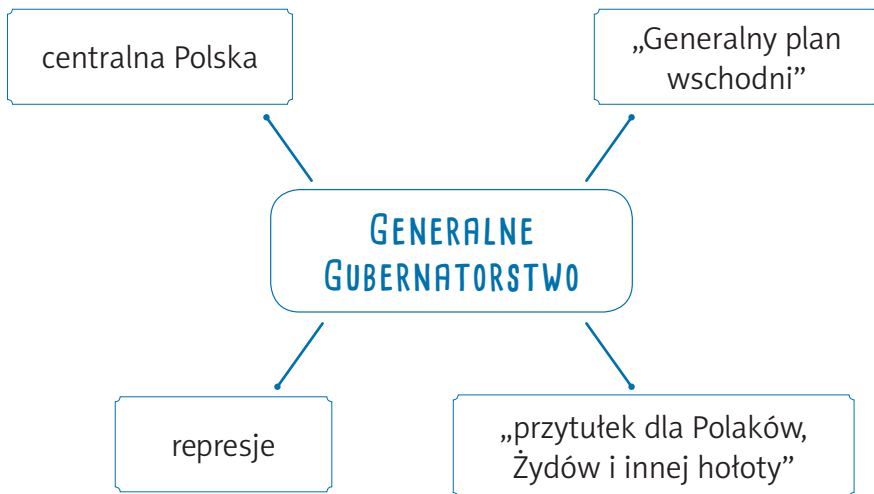 centralna Polska
„Generalny plan
wschodni”
GENERALNE
GUBERNATORSTWO
represje
„przytułek dla Polaków,
Żydów i innej hołoty”